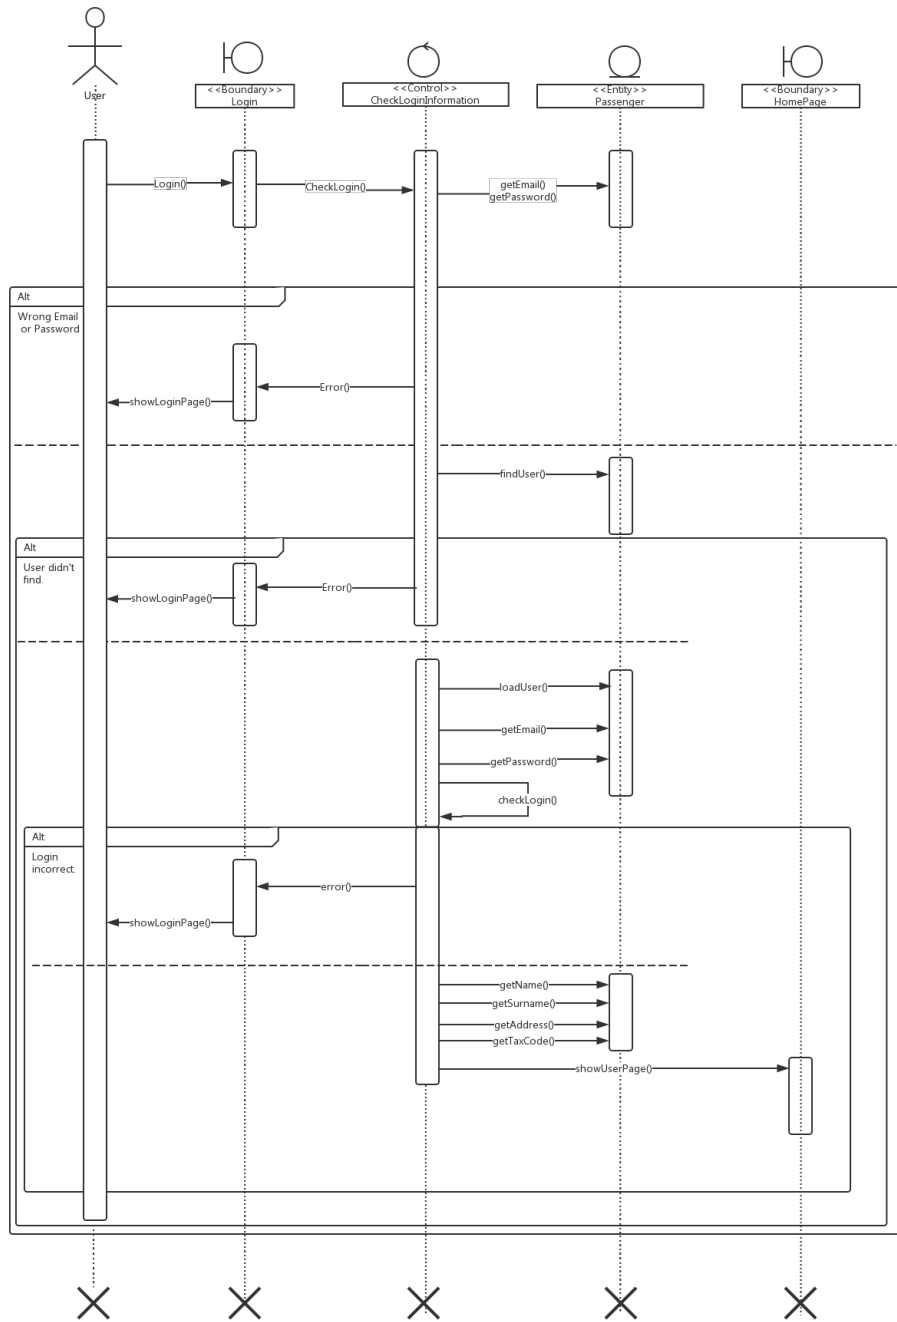 User
<<Boundary>>
Login
<<Control>>
CheckLoginInformation
<<Entity>>
Passenger
<<Boundary>>
HomePage
Login()
CheckLogin()
getEmail()
getPassword()
Alt
Wrong Email
or Password
Error()
showLoginPage()
findUser()
Alt
User didn't
find.
Error()
showLoginPage()
loadUser()
getEmail()
getPassword()
checkLogin()
Alt
Login
incorrect.
error()
showLoginPage()
getName()
getSurname()
getAddress()
getTaxCode()
showUserPage()